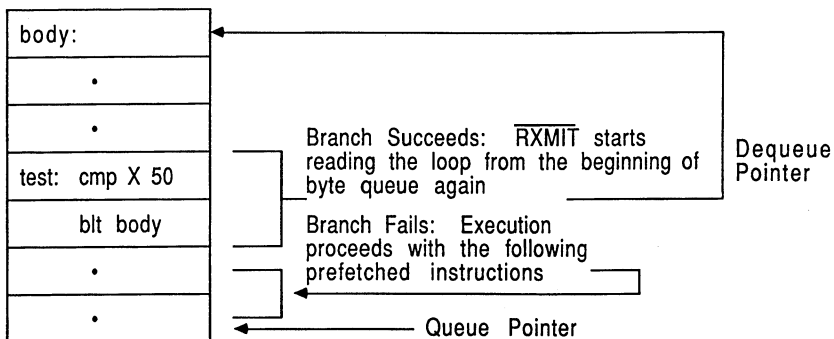 body:
•
•
test: cmp X 50
blt body
•
•
Branch Succeeds: R̅X̅M̅I̅T̅ starts
reading the loop from the beginning of
byte queue again
Branch Fails: Execution
proceeds with the following
prefetched instructions
Queue Pointer
Dequeue
Pointer